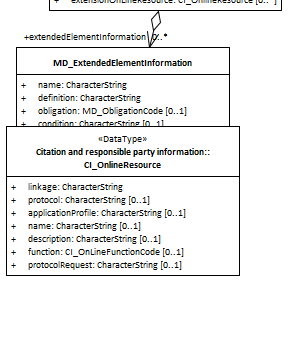 + extensionOnLineResource: CI_OnlineResource [0..*]
+extendedElementInformation 0..*
MD_ExtendedElementInformation
+ name: CharacterString
+ definition: CharacterString
+ obligation: MD_ObligationCode [0..1]
+ condition: CharacterString [0..1]
«DataType»
Citation and responsible party information::
CI_OnlineResource
+ linkage: CharacterString
+ protocol: CharacterString [0..1]
+ applicationProfile: CharacterString [0..1]
+ name: CharacterString [0..1]
+ description: CharacterString [0..1]
+ function: CI_OnLineFunctionCode [0..1]
+ protocolRequest: CharacterString [0..1]